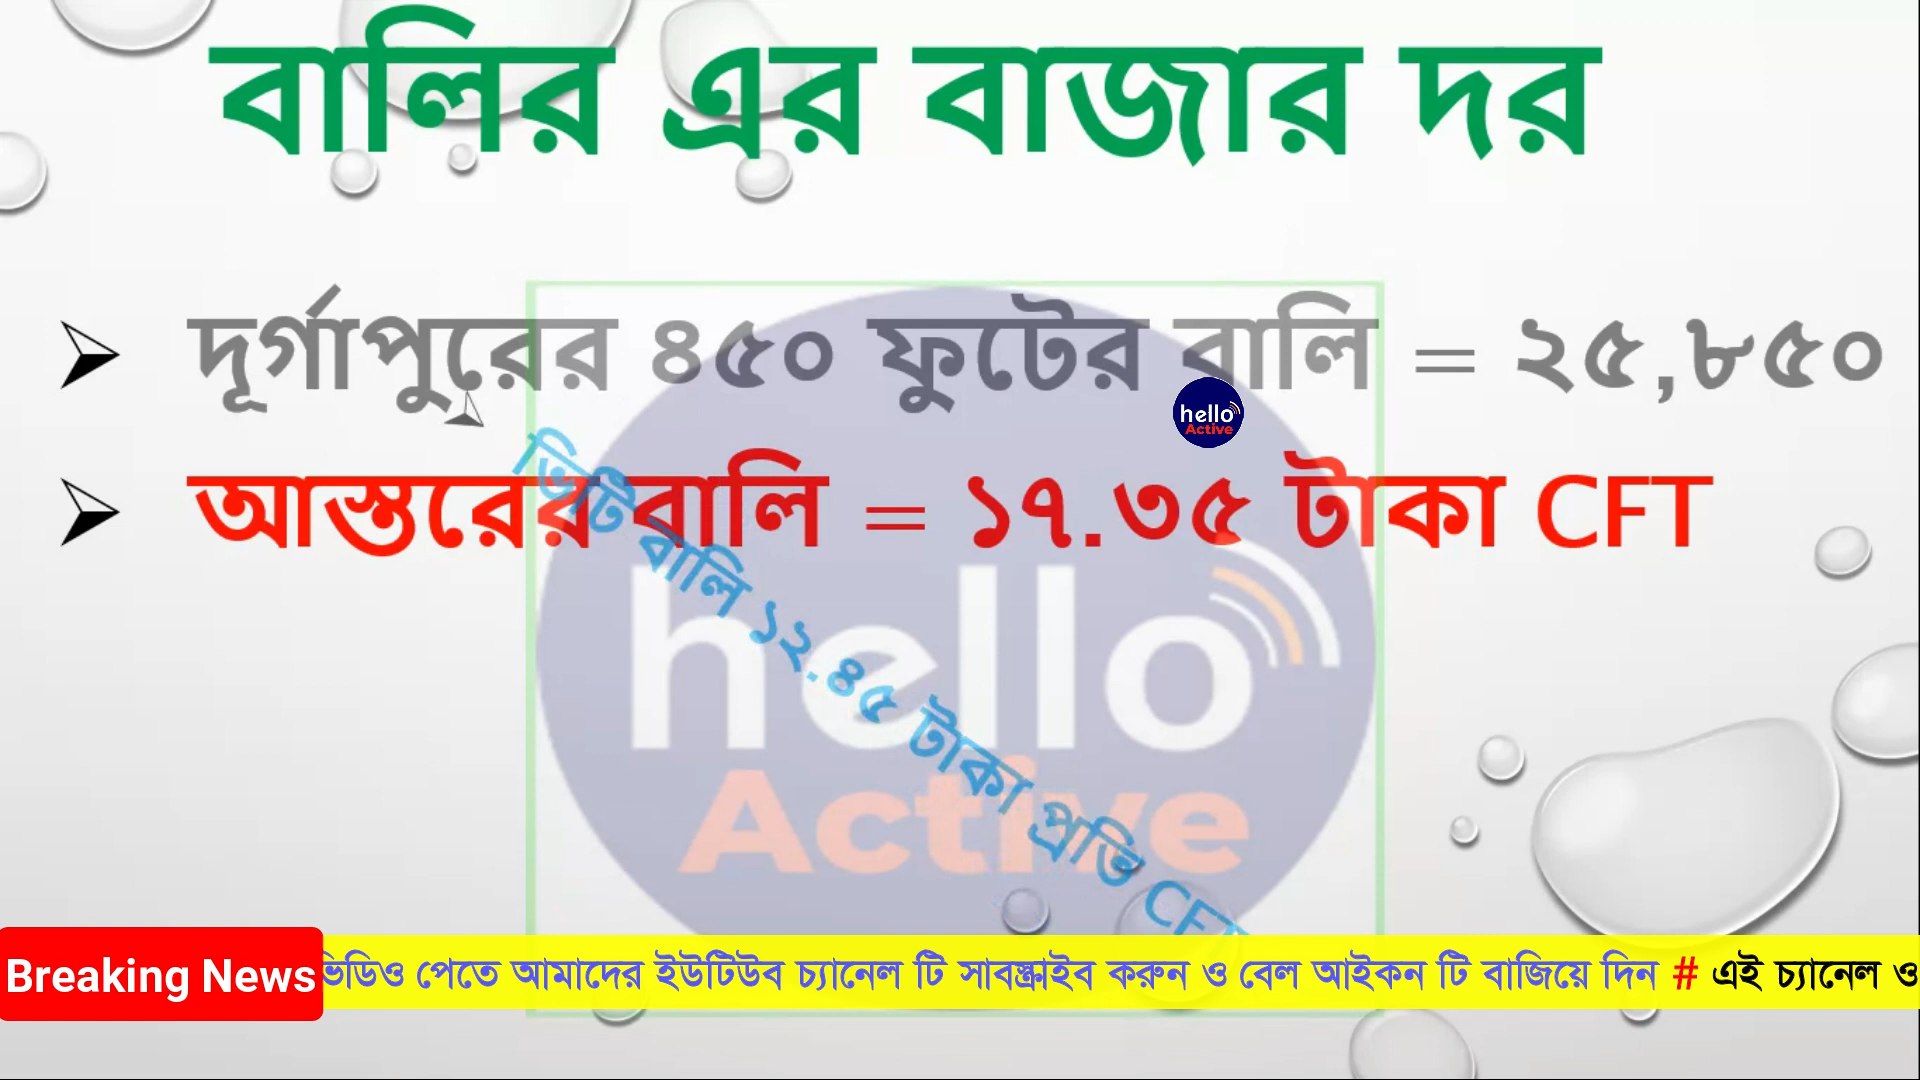 বালির এর বাজার দর
দূর্গাপুরের ৪৫০ ফুটের বালি = ২৫,৮৫০
hello
Active
আস্তরের বালি = ১৭.৩৫ টাকা CFT
ভিটি বালি ১২.৪৫ টাকা প্রতি CFT
hello
Active
Breaking News
ভিডিও পেতে আমাদের ইউটিউব চ্যানেল টি সাবস্ক্রাইব করুন ও বেল আইকন টি বাজিয়ে দিন # এই চ্যানেল ও